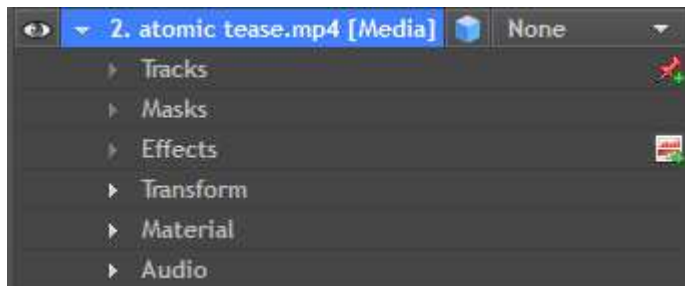 2. atomic tease.mp4 [Media] None
Tracks
Masks
Effects
Transform
Material
Audio